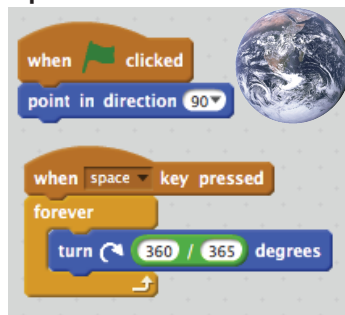 when clicked
point in direction 90
when space key pressed
forever
turn 360 / 365 degrees